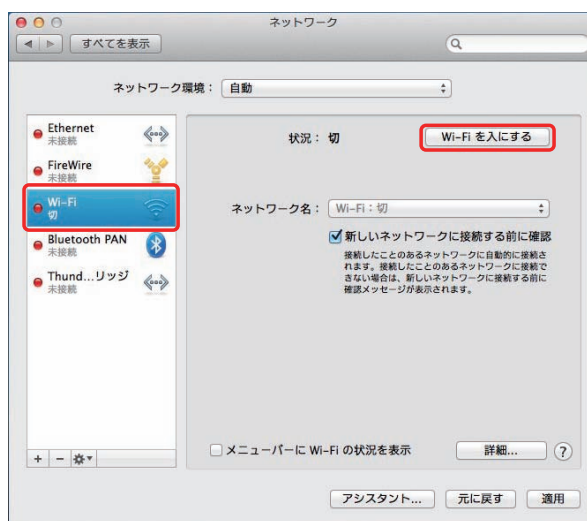 ネットワーク
すべてを表示
ネットワーク環境： 自動
Ethernet
未接続
FireWire
未接続
Wi-Fi
切
Bluetooth PAN
未接続
Thund...リッジ
未接続
状況： 切
Wi-Fi を入にする
ネットワーク名： Wi-Fi：切
新しいネットワークに接続する前に確認
接続したことのあるネットワークに自動的に接続さ
れます。接続したことのあるネットワークに接続で
きない場合は、新しいネットワークに接続する前に
確認メッセージが表示されます。
メニューバーに Wi-Fi の状況を表示
詳細...
?
+ −
アシスタント...
元に戻す
適用